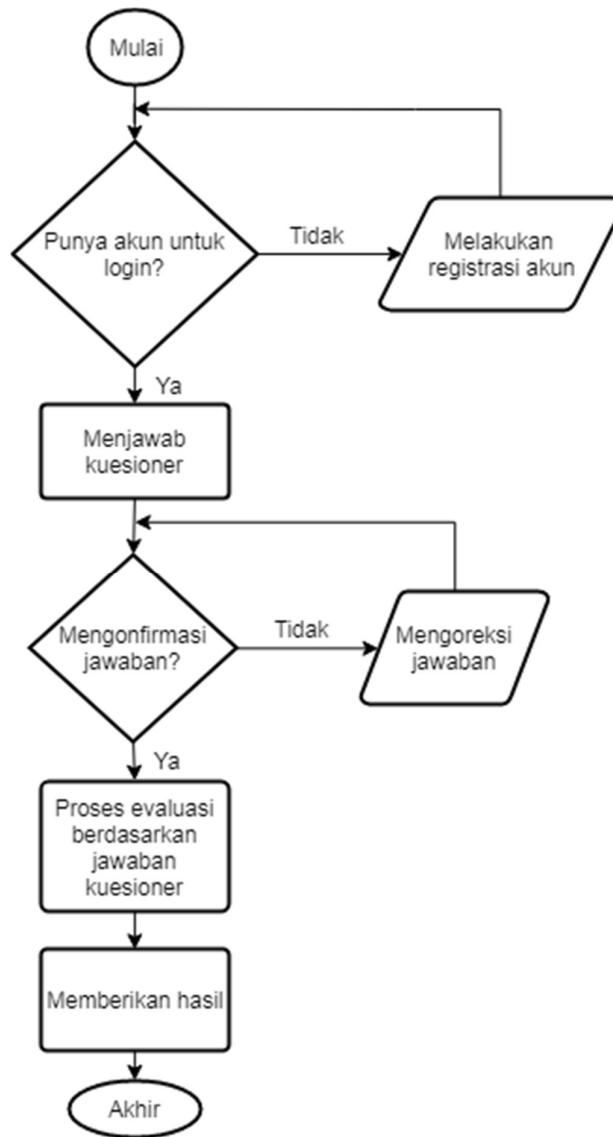 Mulai
Punya akun untuk
login?
Tidak
Melakukan
registrasi akun
Ya
Menjawab
kuesioner
Mengonfirmasi
jawaban?
Tidak
Mengoreksi
jawaban
Ya
Proses evaluasi
berdasarkan
jawaban
kuesioner
Memberikan hasil
Akhir